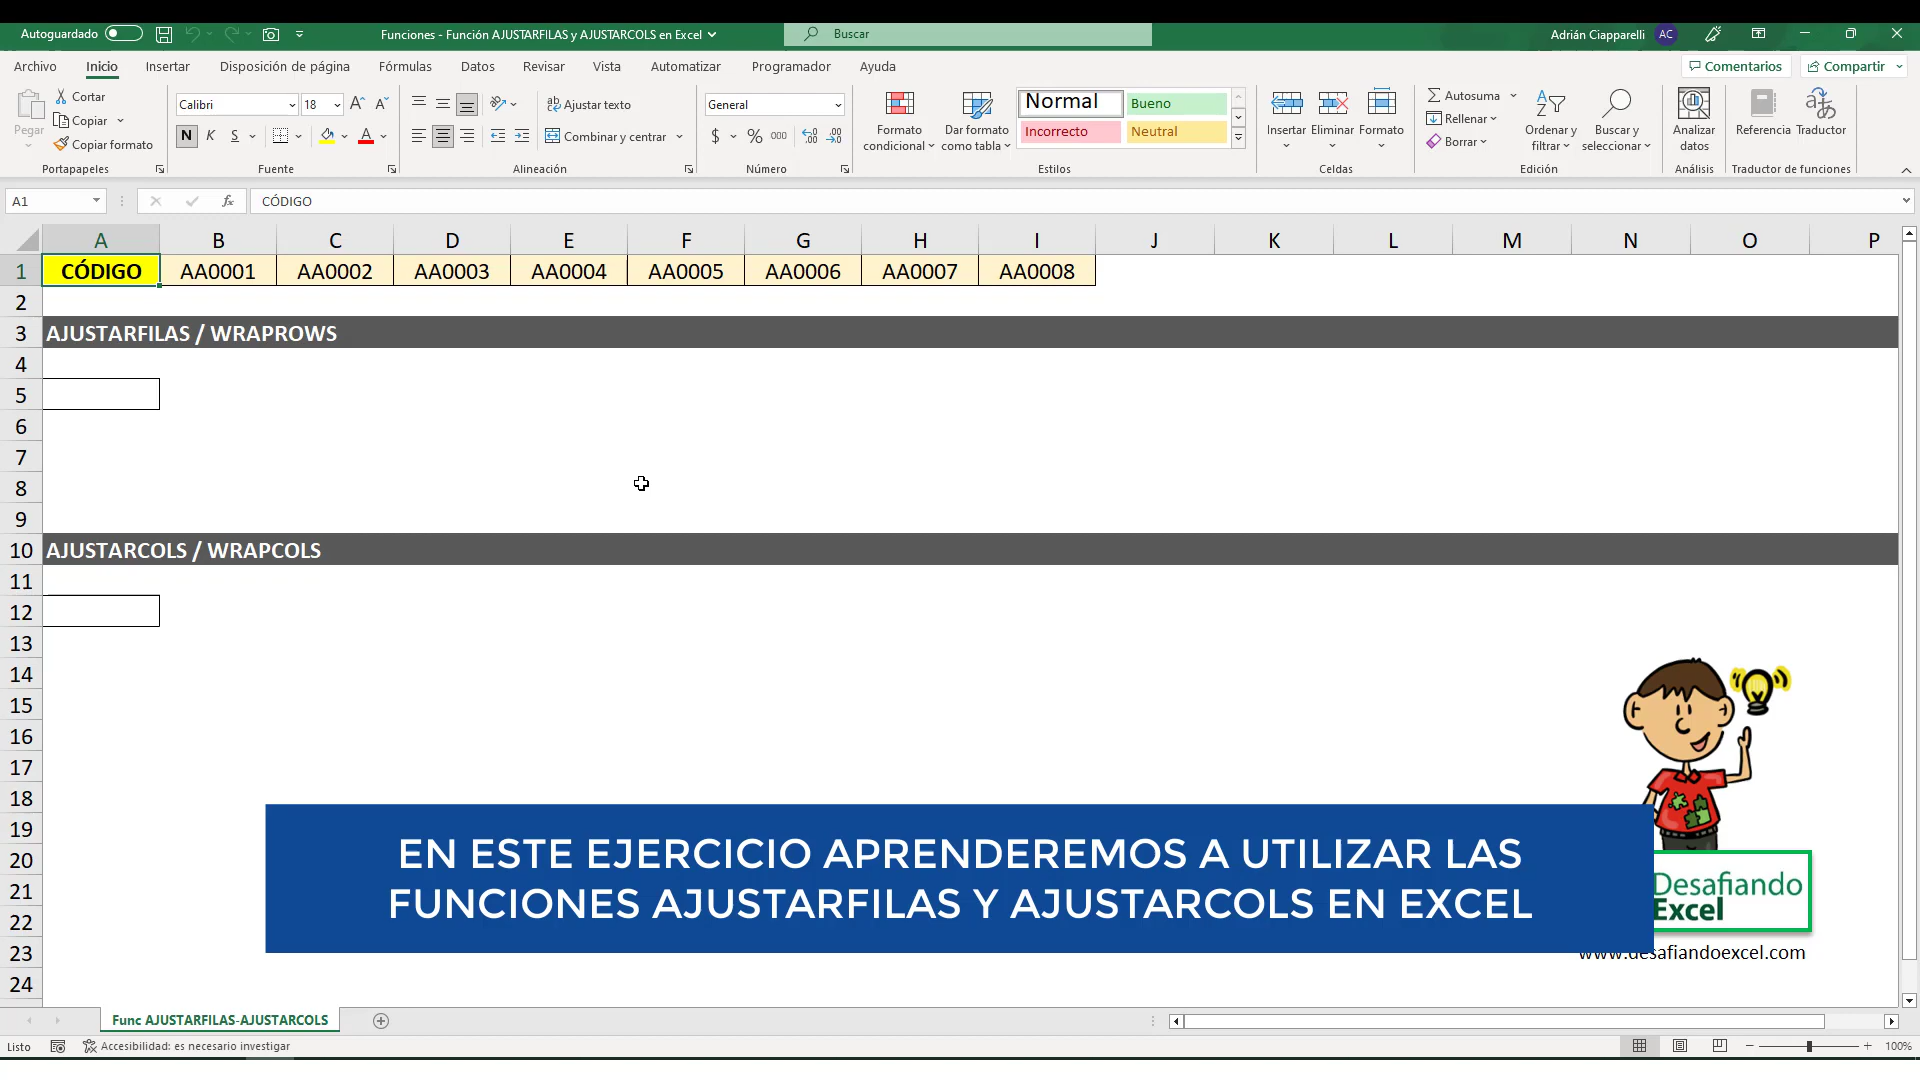 Autoguardado
Funciones - Función AJUSTARFILAS y AJUSTARCOLS en Excel
Buscar
Adrián Ciapparelli AC
Archivo Inicio Insertar Disposición de página Fórmulas Datos Revisar Vista Automatizar Programador Ayuda
Comentarios Compartir
Pegar
Cortar
Copiar
Copiar formato
Portapapeles
Calibri 18 A A
N K S A
Fuente
ab Ajustar texto
Combinar y centrar
Alineación
General
$ % 000
Número
Formato condicional
Dar formato como tabla
Normal Bueno
Incorrecto Neutral
Estilos
Insertar Eliminar Formato
Celdas
Autosuma
Rellenar
Borrar
Ordenar y filtrar
Buscar y seleccionar
Edición
Analizar datos
Análisis
Referencia Traductor
Traductor de funciones
A1 fx CÓDIGO
A B C D E F G H I J K L M N O P
1 CÓDIGO AA0001 AA0002 AA0003 AA0004 AA0005 AA0006 AA0007 AA0008
2
3 AJUSTARFILAS / WRAPROWS
4
5
6
7
8
9
10 AJUSTARCOLS / WRAPCOLS
11
12
13
14
15
16
17
18
19
20
21
22
23
24
EN ESTE EJERCICIO APRENDEREMOS A UTILIZAR LAS
FUNCIONES AJUSTARFILAS Y AJUSTARCOLS EN EXCEL
Desafiando
Excel
www.desafiandoexcel.com
Func AJUSTARFILAS-AJUSTARCOLS
Listo Accesibilidad: es necesario investigar 100%